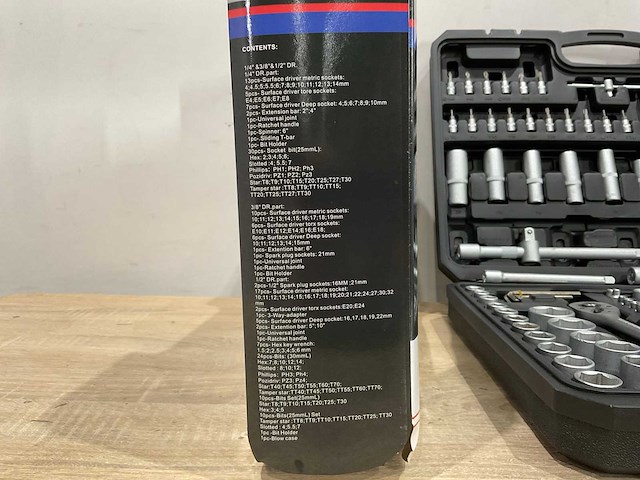 CONTENTS:
1/4" &3/8"&1/2" DR.
1/4" DR.part:
13pcs-Surface driver metric sockets:
4;4.5;5;5.5;6;7;8;9;10;11;12;13;14mm
5pcs- Surface driver torx sockets:
E4;E5;E6;E7;E8
7pcs- Surface driver Deep socket: 4;5;6;7;8;9;10mm
2pcs- Extension bar: 2";4"
1pc-Universal joint
1pc-Ratchet handle
1pc-Spinner: 6"
1pc-.Sliding T-bar
1pc- Bit Holder
30pcs- Socket bit(25mmL):
Hex: 2;3;4;5;6;
Slotted :4; 5.5; 7
Phillips: PH1; PH2; Ph3
Pozidriv: PZ1; PZ2; Pz3
Star:T8;T9;T10;T15;T20;T25;T27;T30
Tamper star:TT8;TT9;TT10;TT15;
TT20;TT25;TT27;TT30
3/8" DR.part:
10pcs- Surface driver metric sockets:
10;11;12;13;14;15;16;17;18;19mm
6pcs- Surface driver torx sockets:
E10;E11;E12;E14;E16;E18;
6pcs- Surface driver Deep socket:
10;11;12;13;14;15mm
1pcs- Extention bar: 6"
1pc- Spark plug sockets: 21mm
1pc-Universal joint
1pc-Ratchet handle
1pc- Bit Holder
1/2" DR.part:
2pcs-1/2" Spark plug sockets:16MM ;21mm
17pcs- Surface driver metric socket:
10;11;12;13;14;15;16;17;18;19;20;21;22;24;27;30;32
mm
2pcs- Surface driver torx sockets:E20;E24
1pc- 3-Way-adapter
5pcs- Surface driver Deep socket:16,17,18,19,22mm
2pcs- Extention bar: 5";10"
1pc-Universal joint
1pc-Ratchet handle
7pcs- Hex key wrench:
1.5;2;2.5;3;4;5;6 mm
24pcs-Bits: (30mmL)
Hex:7;8;10;12;14;
Slotted : 8;10;12;
Phillips: PH3; Ph4;
Pozidriv: PZ3; Pz4;
Star:T40;T45;T50;T55;T60;T70;
Tamper star:TT40;TT45;TT50;TT55;TT60;TT70;
10pcs-Bits Set(25mmL)
Star:T8;T9;T10;T15;T20;T25; T30
Hex:3;4;5
10pcs-Bits(25mmL) Set
Tamper star :TT8;TT9;TT10;TT15;TT20;TT25; TT30
Slotted : 4;5.5;7
1pc -Bit Holder
1pc-Blow case